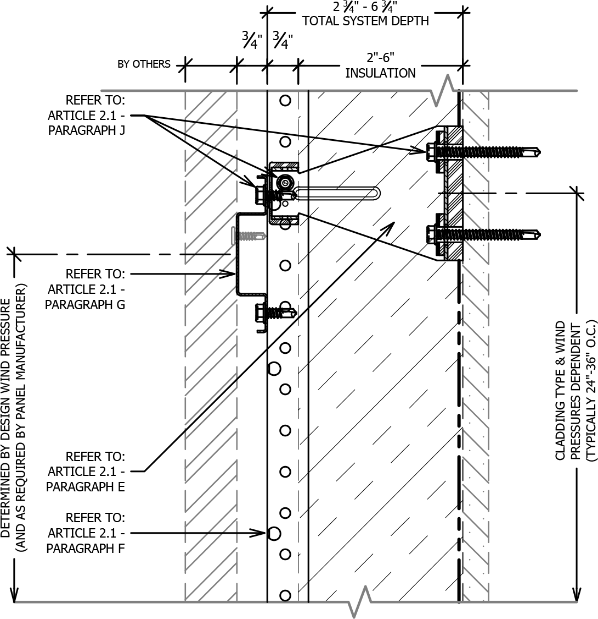 2 3/4" - 6 3/4"
TOTAL SYSTEM DEPTH
3/4"
3/4"
2"-6"
INSULATION
BY OTHERS
REFER TO:
ARTICLE 2.1 -
PARAGRAPH J
REFER TO:
ARTICLE 2.1 -
PARAGRAPH G
REFER TO:
ARTICLE 2.1 -
PARAGRAPH E
REFER TO:
ARTICLE 2.1 -
PARAGRAPH F
DETERMINED BY DESIGN WIND PRESSURE
(AND AS REQUIRED BY PANEL MANUFACTURER)
CLADDING TYPE & WIND
PRESSURES DEPENDENT
(TYPICALLY 24"-36" O.C.)